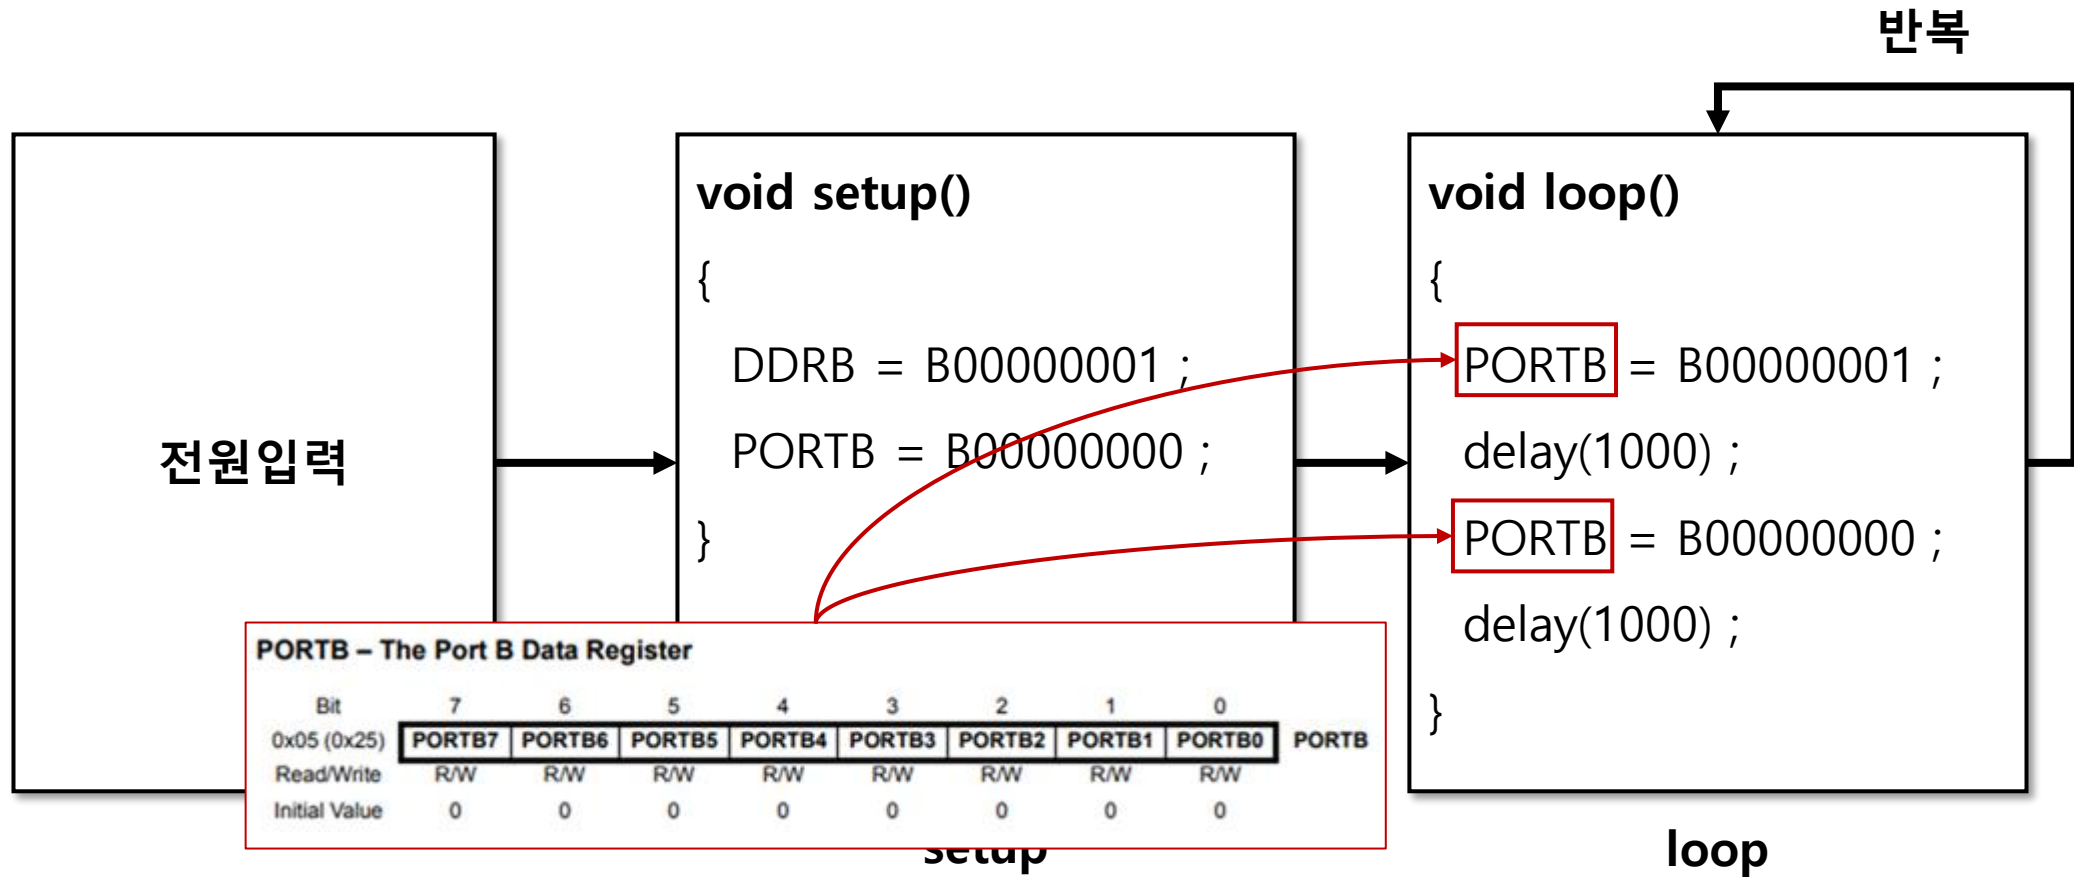 반복
전원입력
void setup()
{
DDRB = B00000001 ;
PORTB = B00000000 ;
}
setup
void loop()
{
PORTB = B00000001 ;
delay(1000) ;
PORTB = B00000000 ;
delay(1000) ;
}
loop
PORTB – The Port B Data Register
Bit 7 6 5 4 3 2 1 0
0x05 (0x25) PORTB7 PORTB6 PORTB5 PORTB4 PORTB3 PORTB2 PORTB1 PORTB0 PORTB
Read/Write R/W R/W R/W R/W R/W R/W R/W R/W
Initial Value 0 0 0 0 0 0 0 0